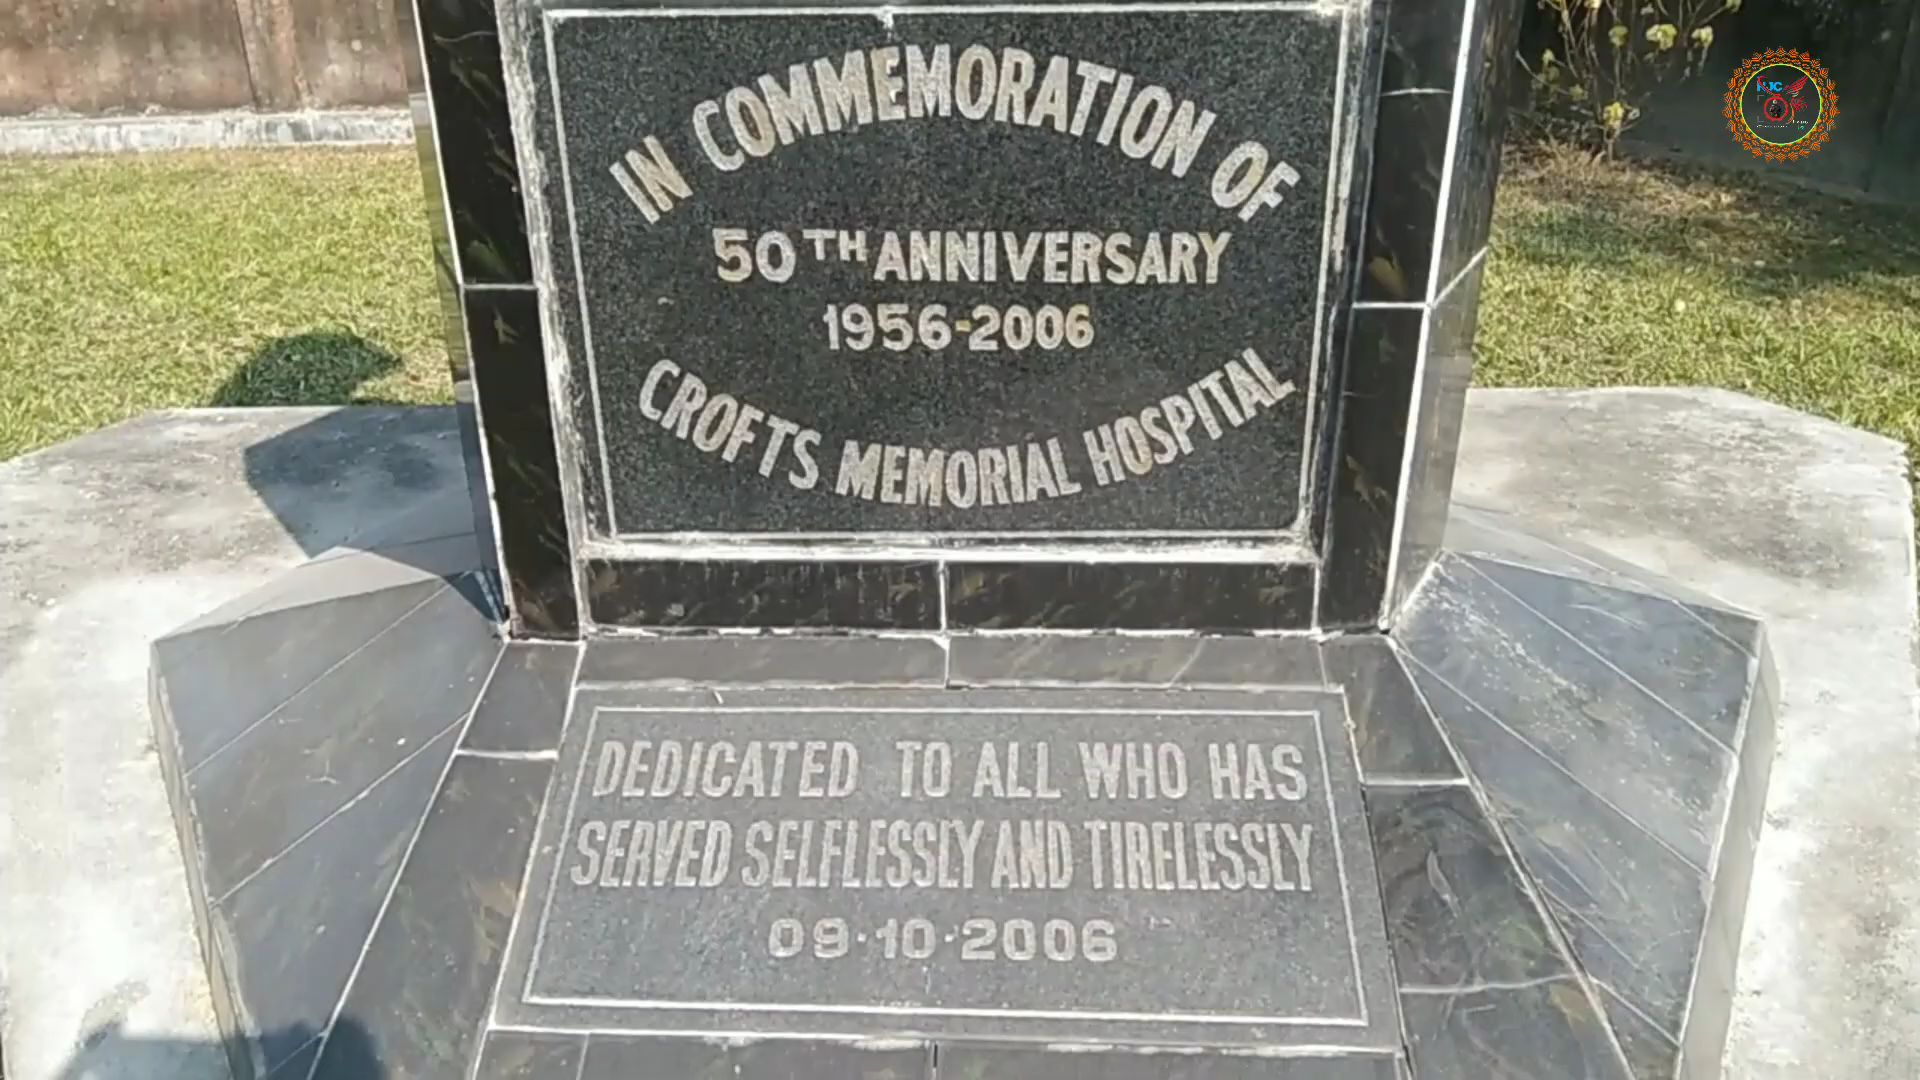 IN COMMEMORATION OF
50TH ANNIVERSARY
1956-2006
CROFTS MEMORIAL HOSPITAL
DEDICATED TO ALL WHO HAS
SERVED SELFLESSLY AND TIRELESSLY
09·10·2006